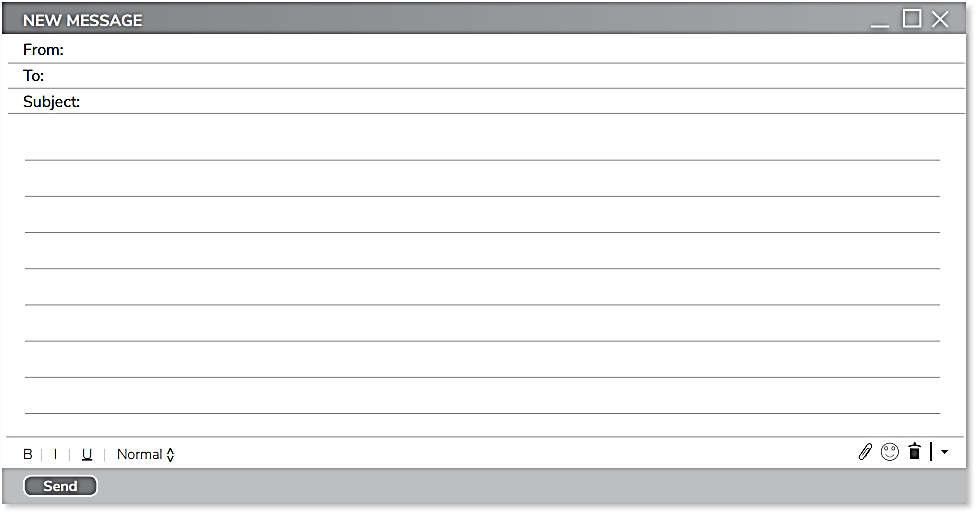 NEW MESSAGE
From:
To:
Subject:
B | I | U | Normal
Send